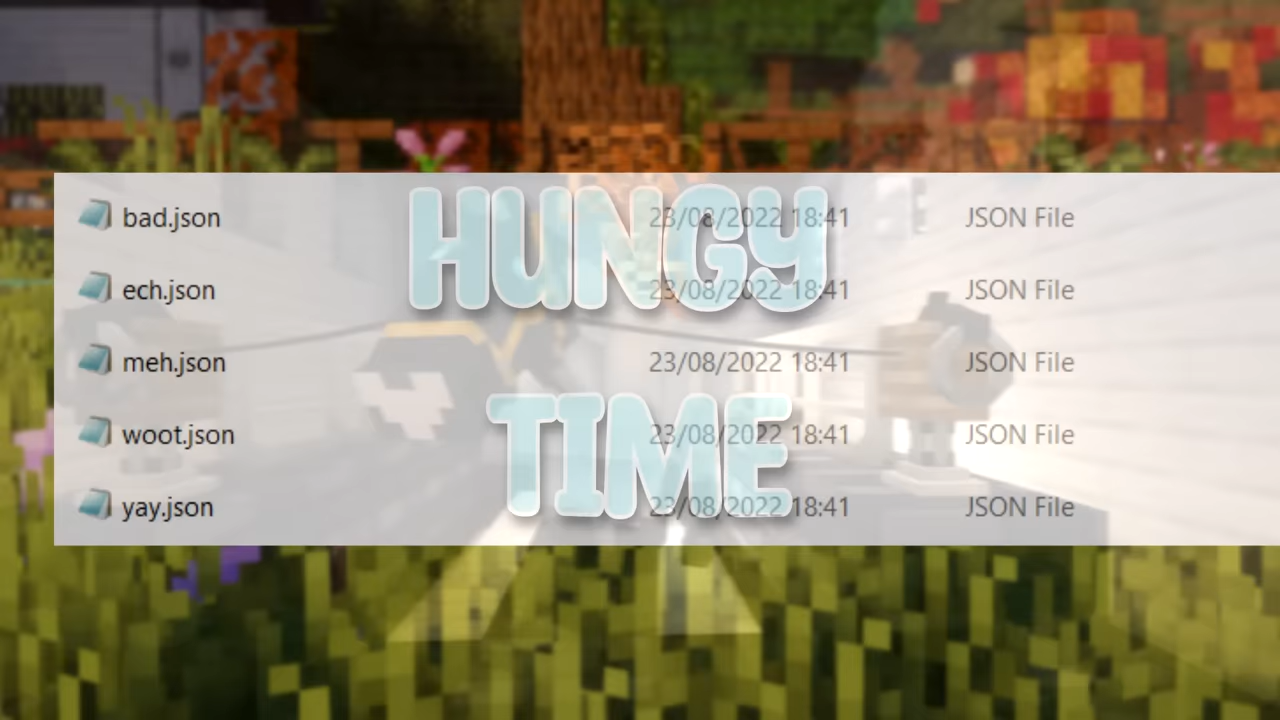 HUNGY
bad.json 23/08/2022 18:41 JSON File
ech.json 23/08/2022 18:41 JSON File
meh.json 23/08/2022 18:41 JSON File
TIME
woot.json 23/08/2022 18:41 JSON File
yay.json 23/08/2022 18:41 JSON File